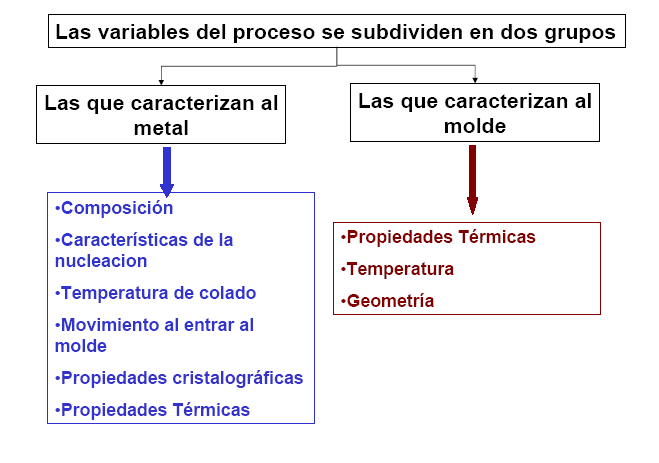 Las variables del proceso se subdividen en dos grupos
Las que caracterizan al
metal
Las que caracterizan al
molde
•Composición
•Características de la
nucleacion
•Temperatura de colado
•Movimiento al entrar al
molde
•Propiedades cristalográficas
•Propiedades Térmicas
•Propiedades Térmicas
•Temperatura
•Geometría